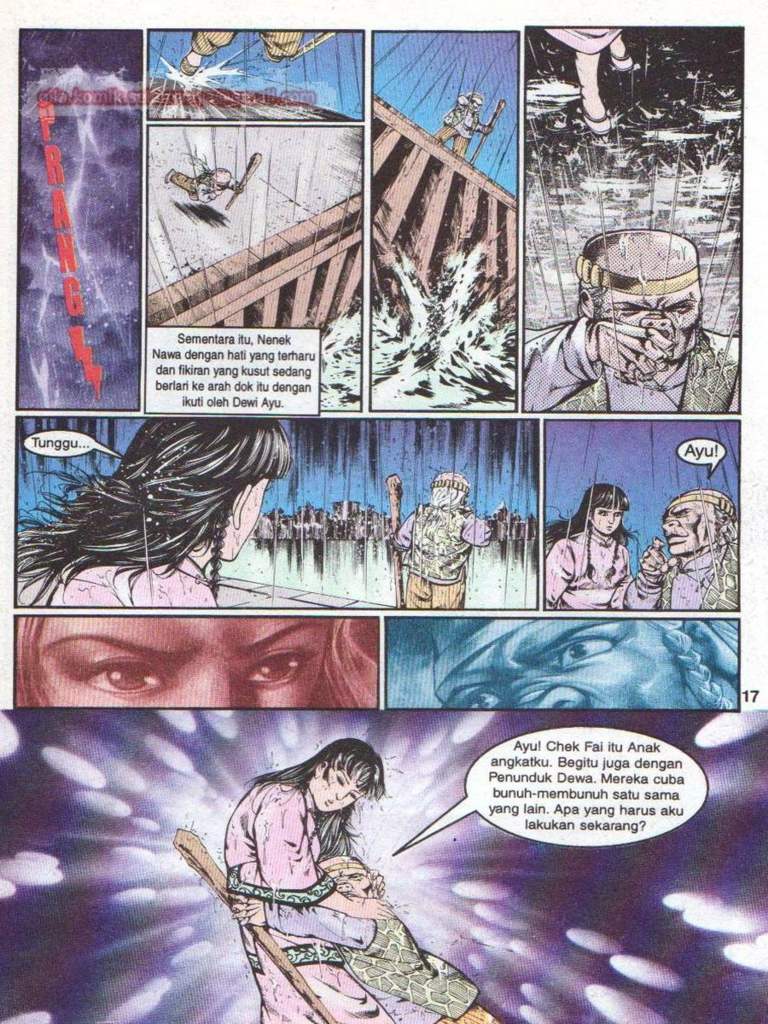 PRANG!!
Sementara itu, Nenek
Nawa dengan hati yang terharu
dan fikiran yang kusut sedang
berlari ke arah dok itu dengan
ikuti oleh Dewi Ayu.
Tunggu...
Ayu!
17
Ayu! Chek Fai itu Anak
angkatku. Begitu juga dengan
Penunduk Dewa. Mereka cuba
bunuh-membunuh satu sama
yang lain. Apa yang harus aku
lakukan sekarang?